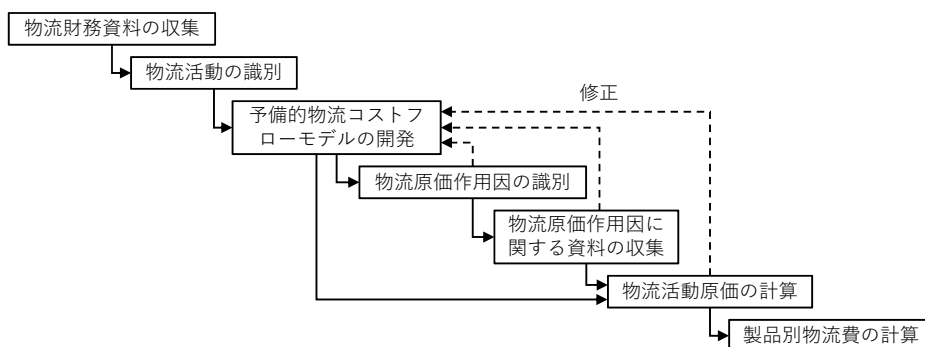 物流財務資料の収集
物流活動の識別
修正
予備的物流コストフ
ローモデルの開発
物流原価作用因の識別
物流原価作用因に
関する資料の収集
物流活動原価の計算
製品別物流費の計算